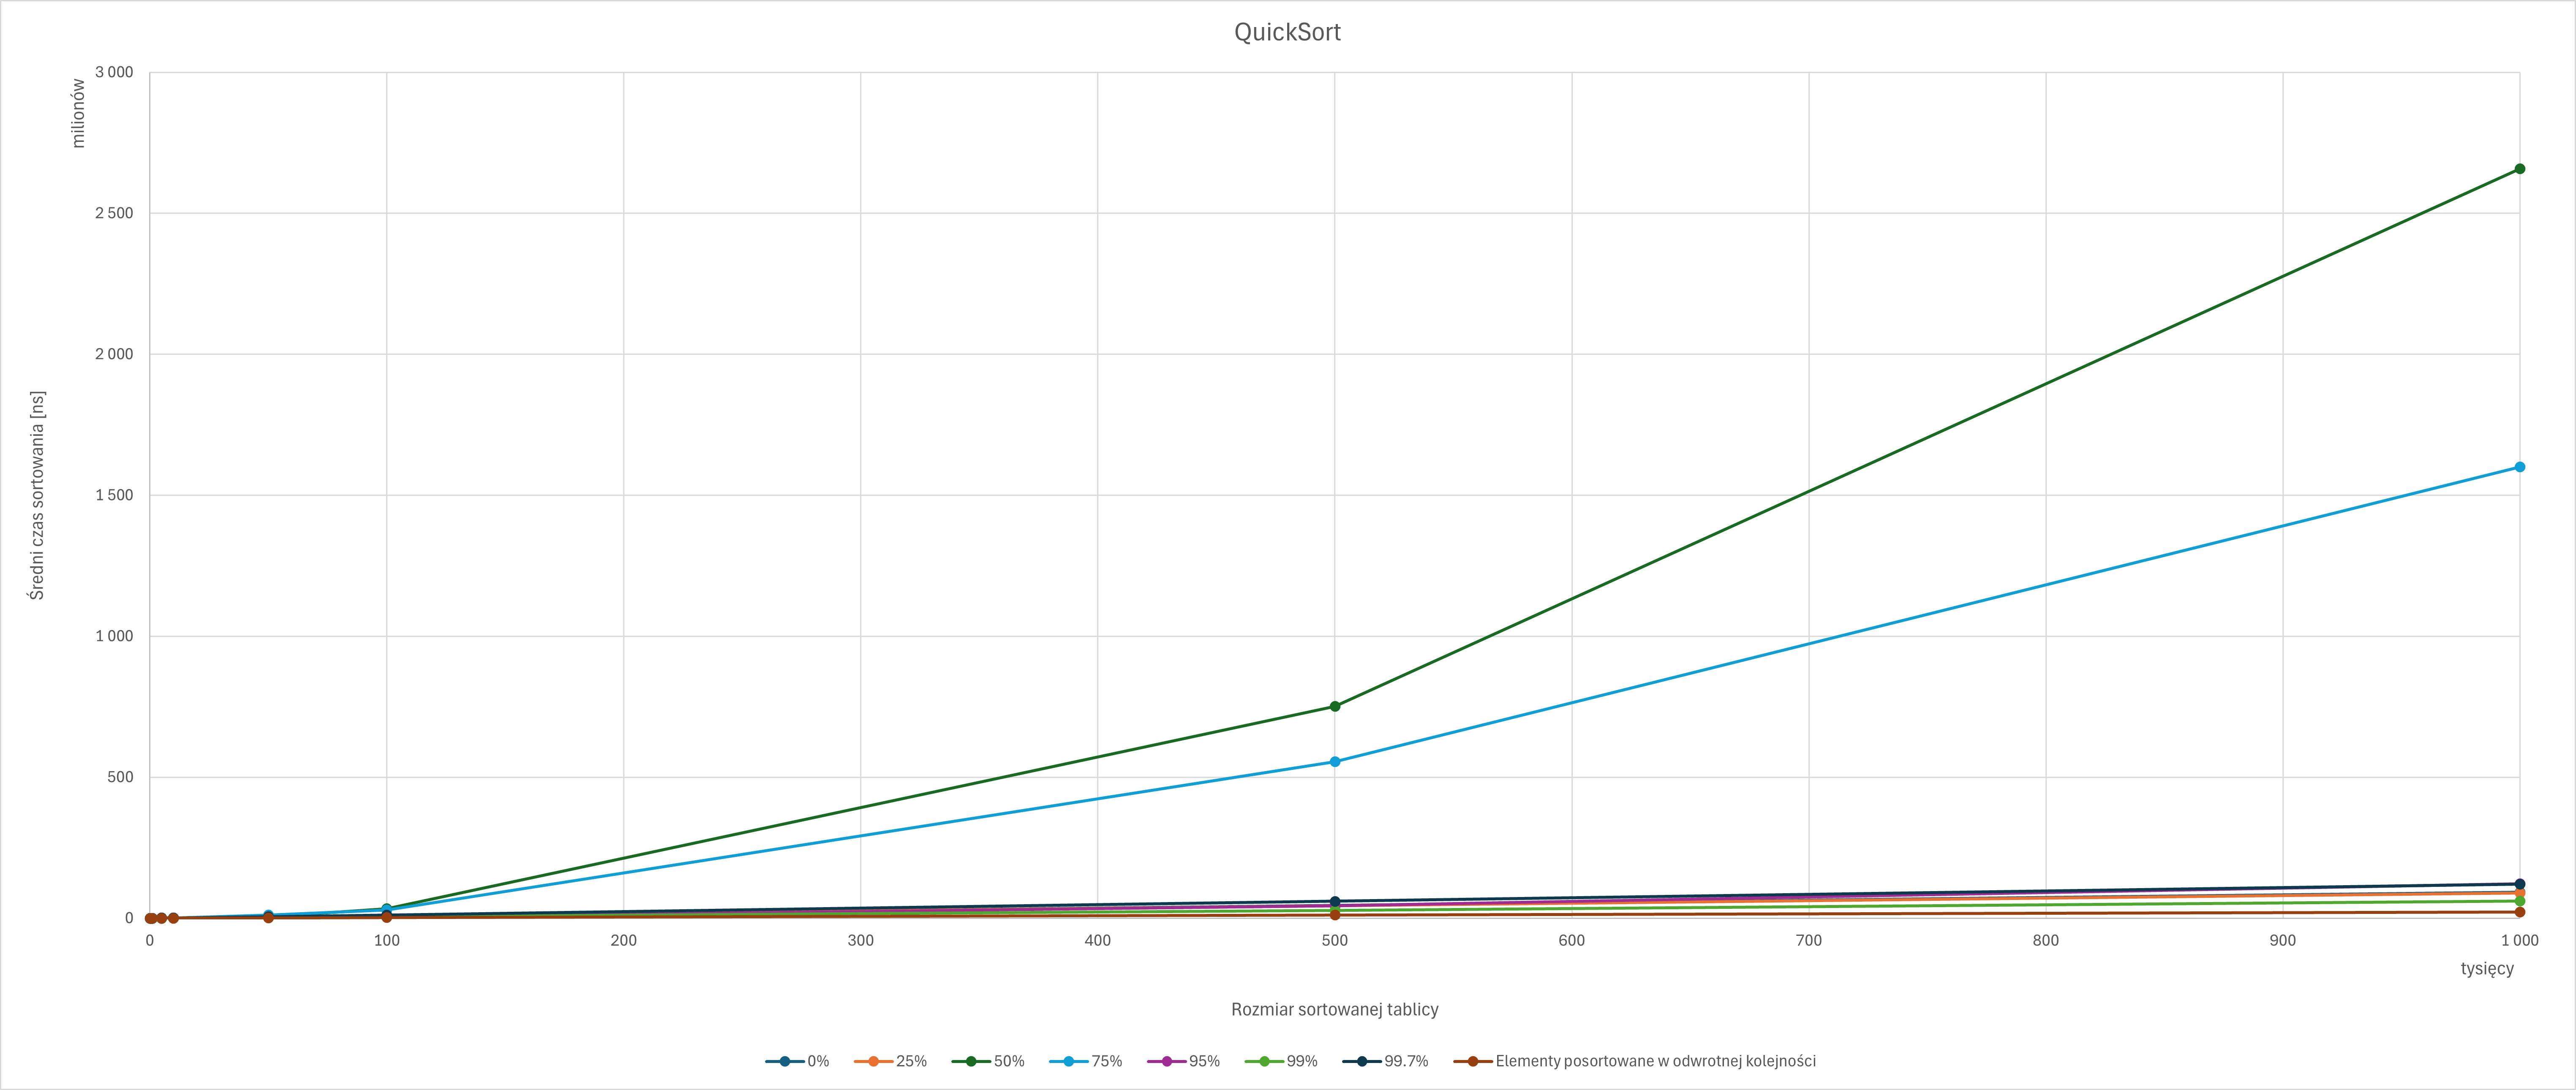 QuickSort
milionów
Średni czas sortowania [ns]
3 000
2 500
2 000
1 500
1 000
500
0
0 100 200 300 400 500 600 700 800 900 1 000
tysięcy
Rozmiar sortowanej tablicy
0% 25% 50% 75% 95% 99% 99.7% Elementy posortowane w odwrotnej kolejności